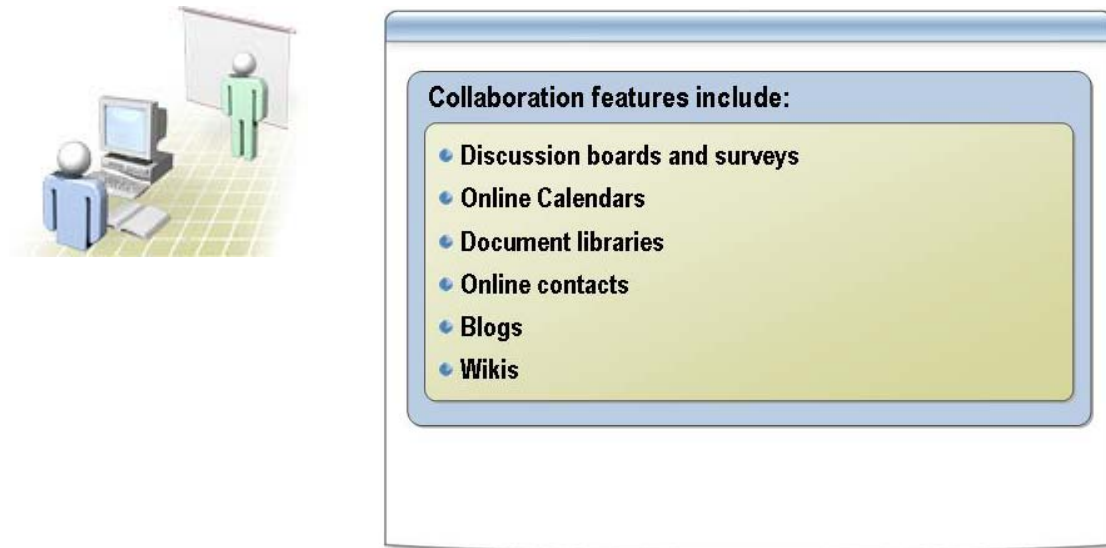 Collaboration features include:
Discussion boards and surveys
Online Calendars
Document libraries
Online contacts
Blogs
Wikis